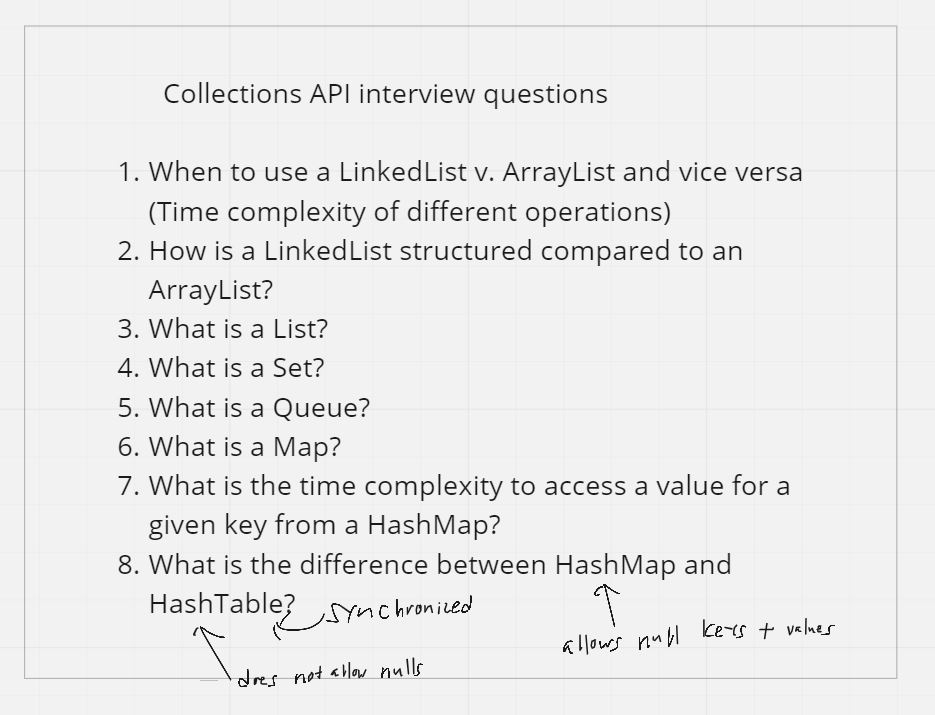 Collections API interview questions
1. When to use a LinkedList v. ArrayList and vice versa
(Time complexity of different operations)
2. How is a LinkedList structured compared to an
ArrayList?
3. What is a List?
4. What is a Set?
5. What is a Queue?
6. What is a Map?
7. What is the time complexity to access a value for a
given key from a HashMap?
8. What is the difference between HashMap and
HashTable?
synchronized
allows null keys + values
does not allow nulls